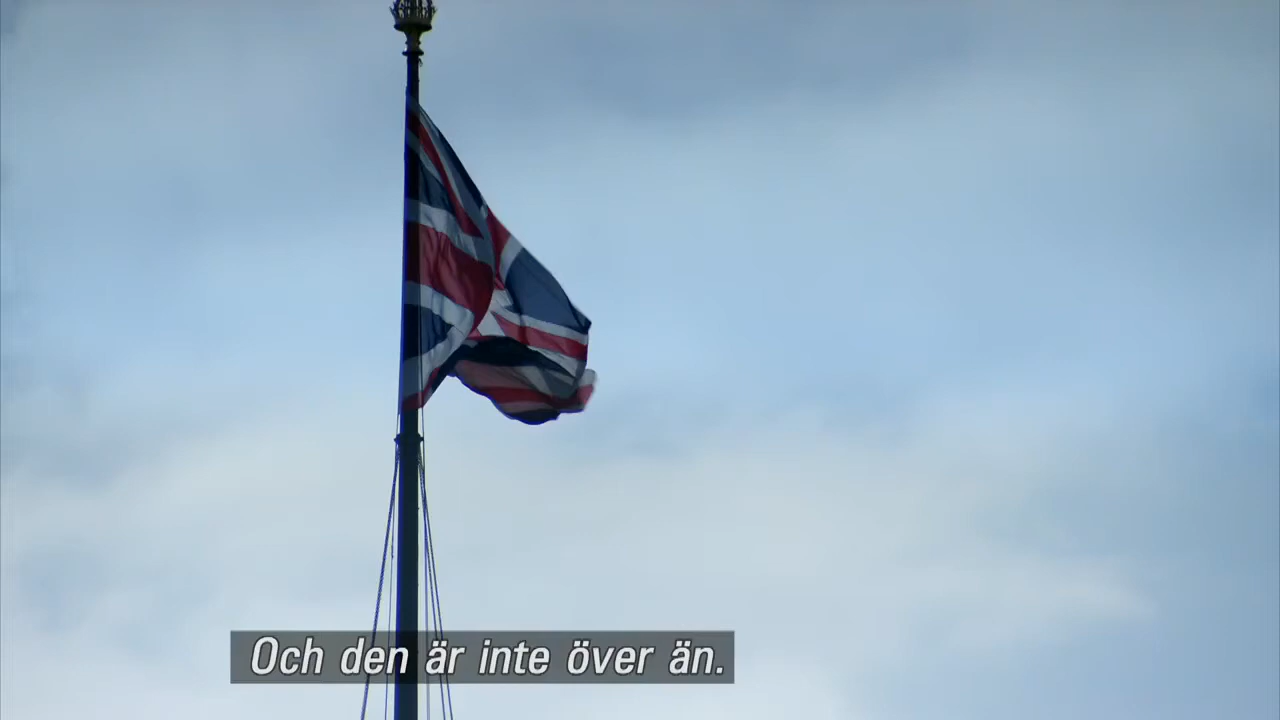 Och den är inte över än.